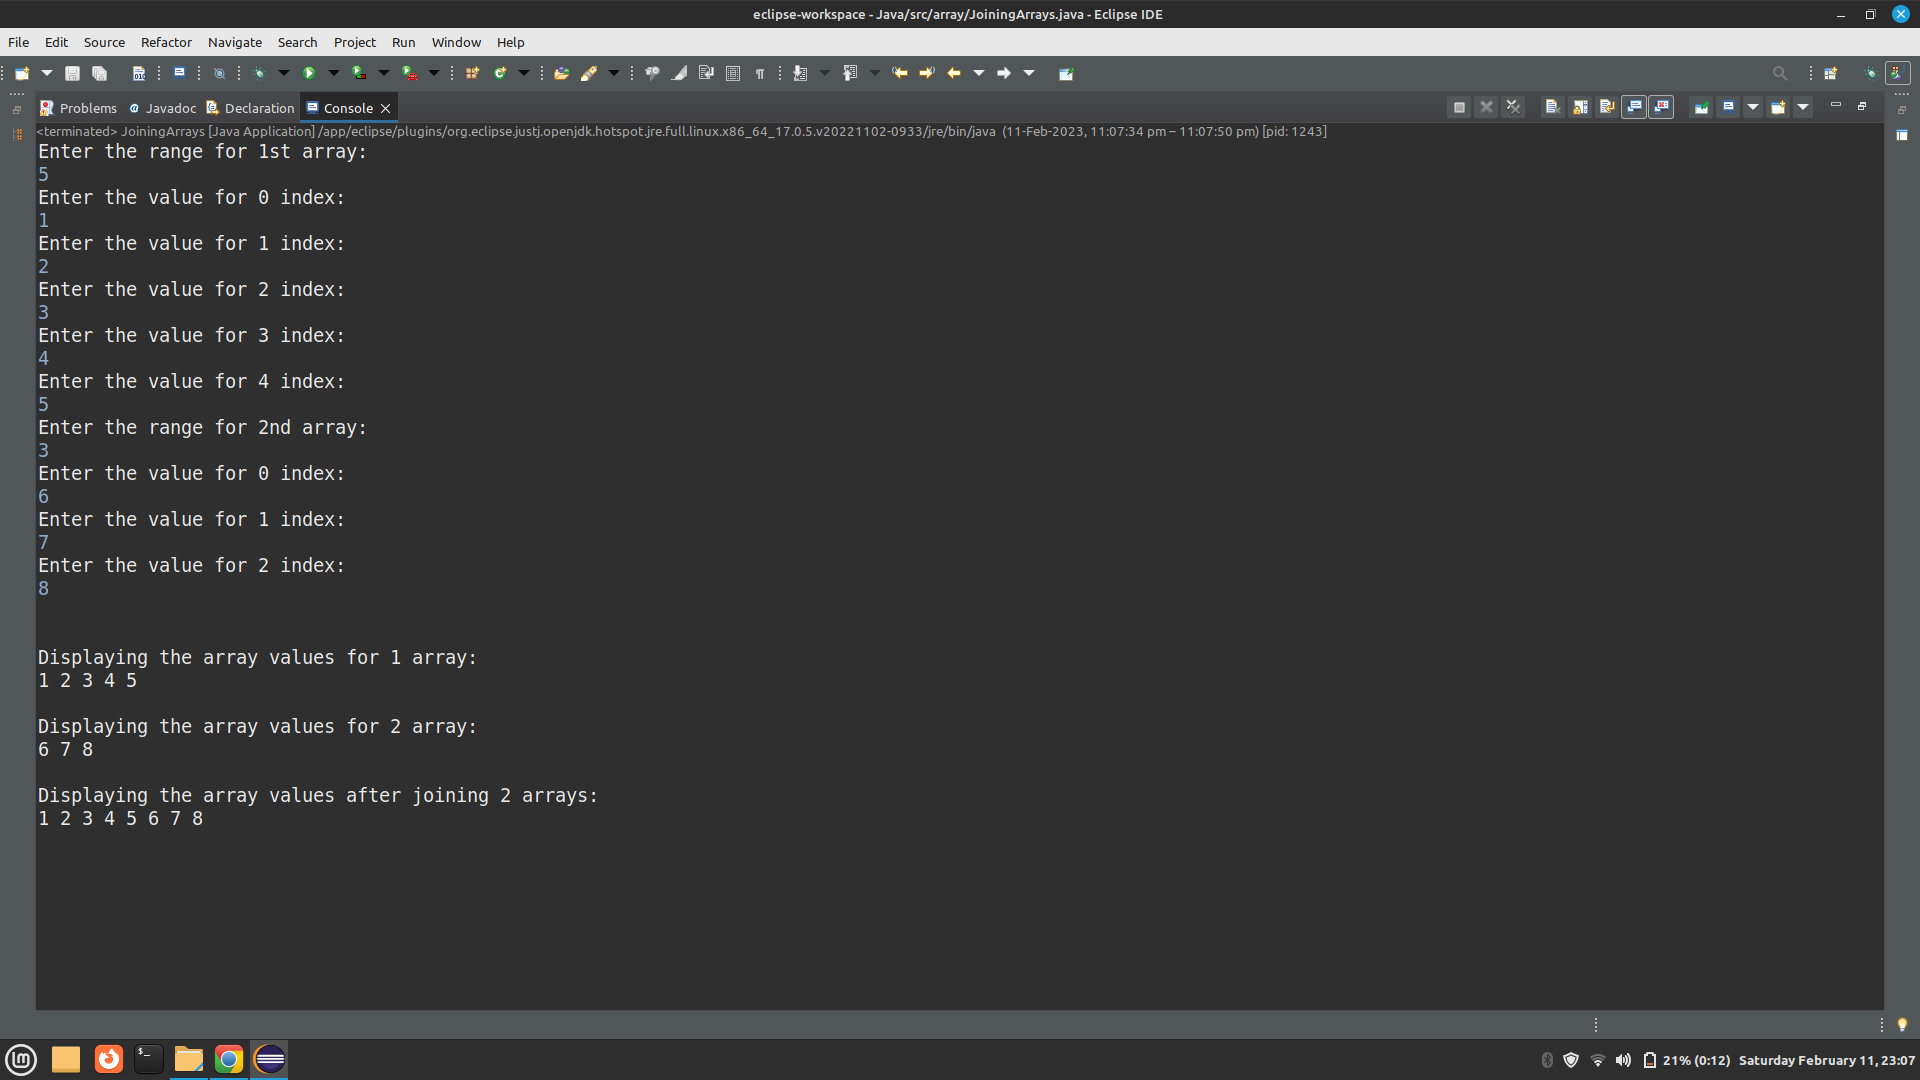 eclipse-workspace - Java/src/array/JoiningArrays.java - Eclipse IDE
File Edit Source Refactor Navigate Search Project Run Window Help
Problems Javadoc Declaration Console
<terminated> JoiningArrays [Java Application] /app/eclipse/plugins/org.eclipse.justj.openjdk.hotspot.jre.full.linux.x86_64_17.0.5.v20221102-0933/jre/bin/java (11-Feb-2023, 11:07:34 pm – 11:07:50 pm) [pid: 1243]
Enter the range for 1st array:
5
Enter the value for 0 index:
1
Enter the value for 1 index:
2
Enter the value for 2 index:
3
Enter the value for 3 index:
4
Enter the value for 4 index:
5
Enter the range for 2nd array:
3
Enter the value for 0 index:
6
Enter the value for 1 index:
7
Enter the value for 2 index:
8
Displaying the array values for 1 array:
1 2 3 4 5
Displaying the array values for 2 array:
6 7 8
Displaying the array values after joining 2 arrays:
1 2 3 4 5 6 7 8
21% (0:12) Saturday February 11, 23:07